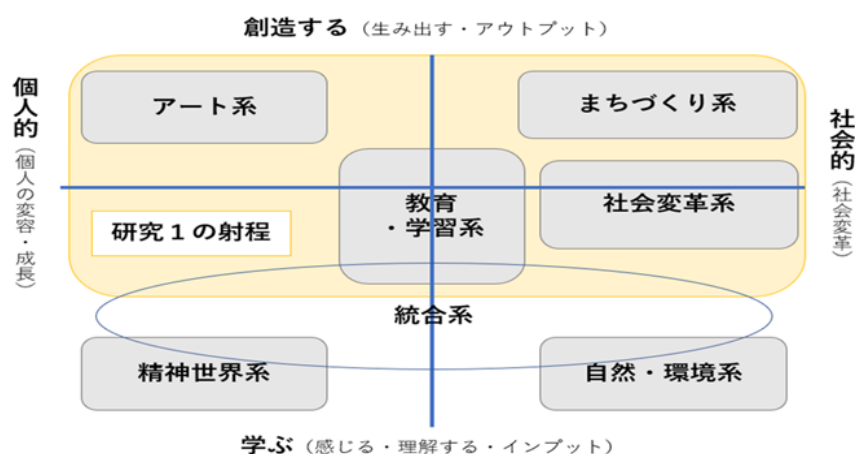 創造する（生み出す・アウトプット）
個人的（個人の変容・成長）
アート系
まちづくり系
社会的（社会変革）
教育
・学習系
社会変革系
研究１の射程
統合系
精神世界系
自然・環境系
学ぶ（感じる・理解する・インプット）